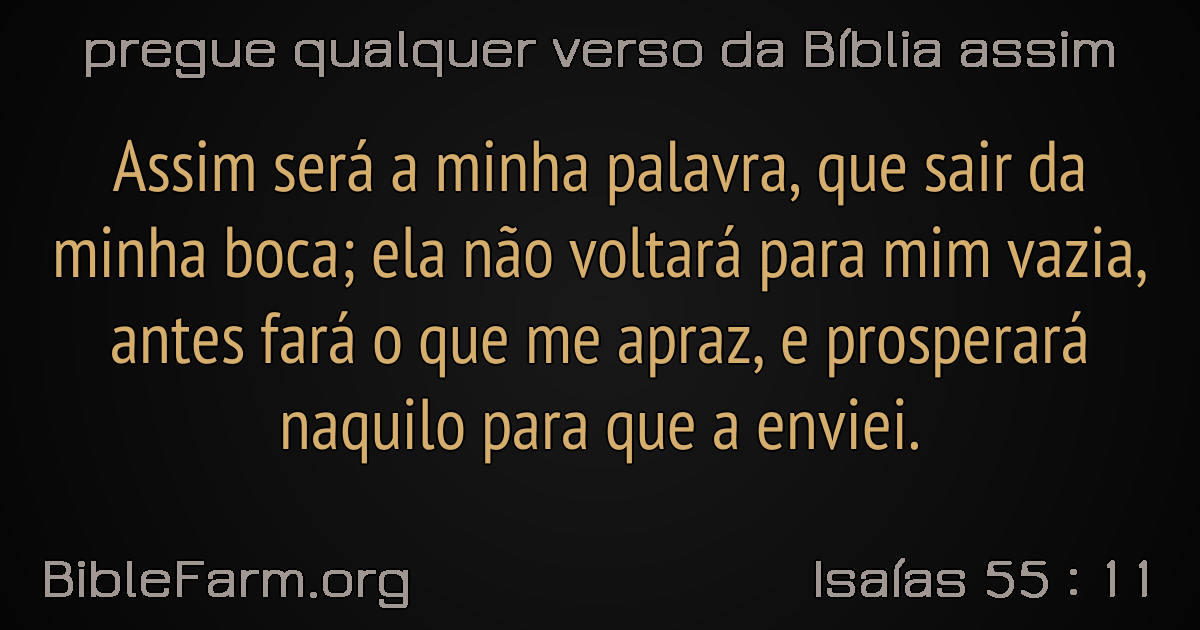 pregue qualquer verso da Bíblia assim
Assim será a minha palavra, que sair da
minha boca; ela não voltará para mim vazia,
antes fará o que me apraz, e prosperará
naquilo para que a enviei.
BibleFarm.org
Isaías 55 : 11